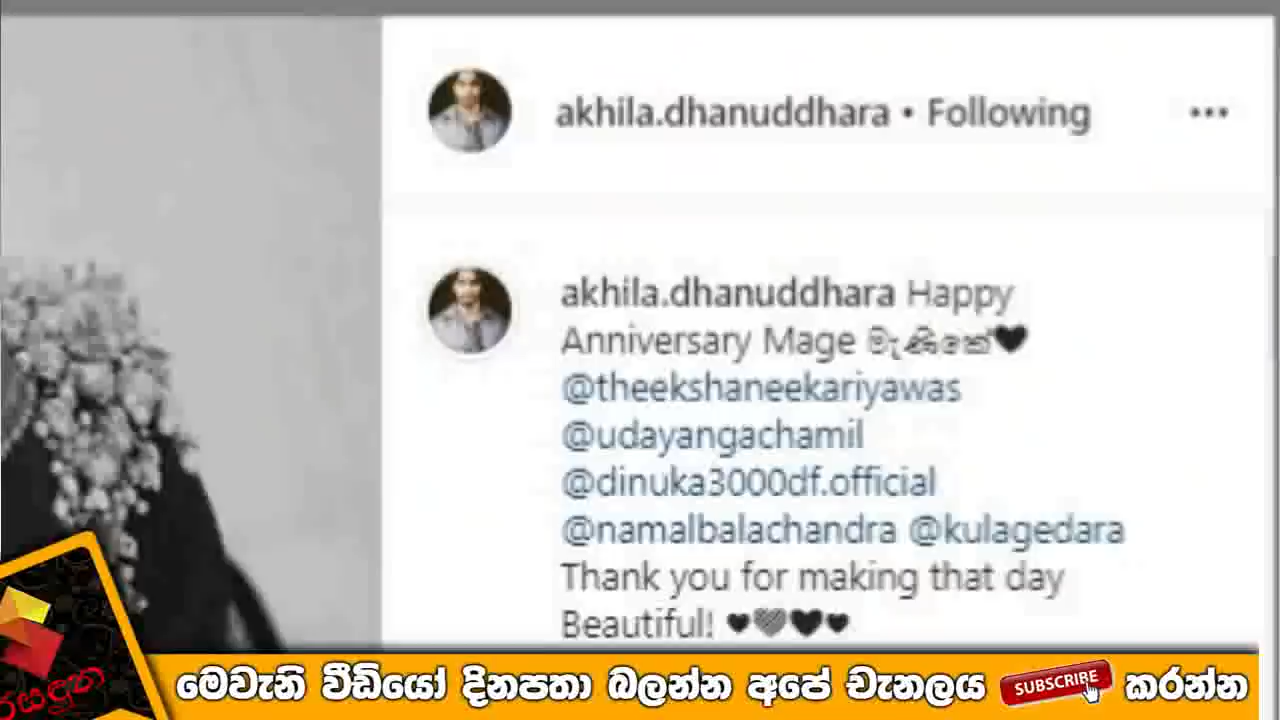 akhila.dhanuddhara • Following
akhila.dhanuddhara Happy
Anniversary Mage මැණිකේ🖤
@theekshaneekariyawas
@udayangachamil
@dinuka3000df.official
@namalbalachandra @kulagedara
Thank you for making that day
Beautiful! 🖤🖤🖤🖤
මෙවැනි වීඩියෝ දිනපතා බලන්න අපේ චැනලය SUBSCRIBE කරන්න